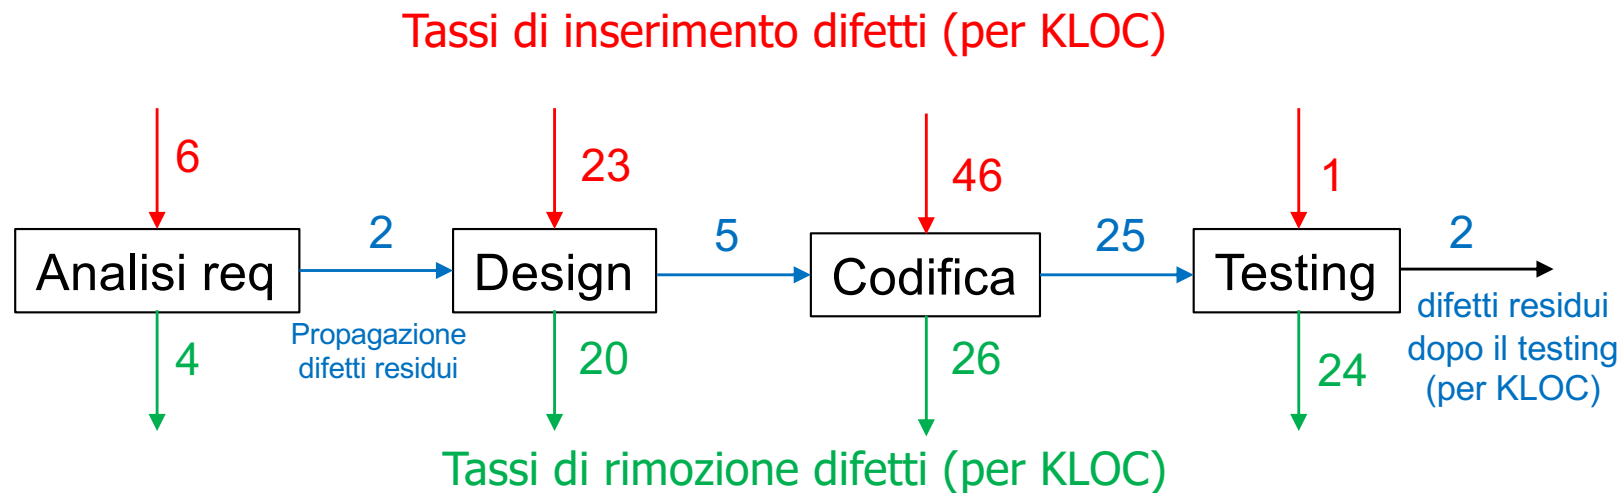 Tassi di inserimento difetti (per KLOC)
6
23
46
1
2
5
25
2
Analisi req
Design
Codifica
Testing
Propagazione
difetti residui
difetti residui
dopo il testing
(per KLOC)
4
20
26
24
Tassi di rimozione difetti (per KLOC)